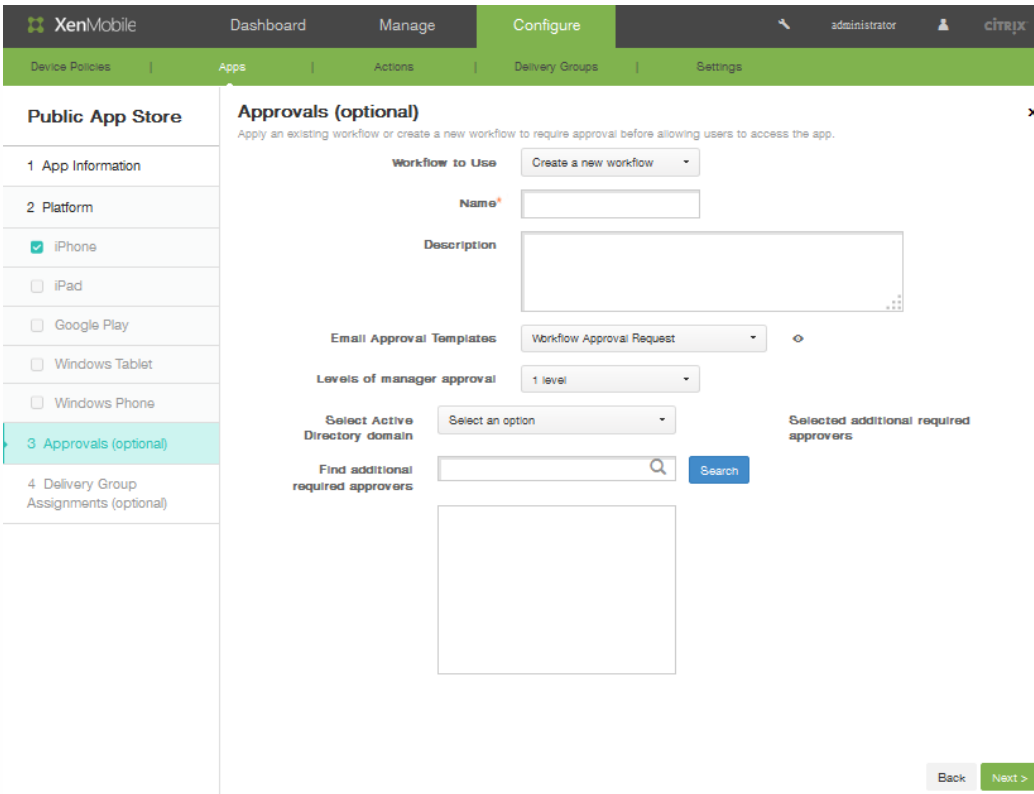 XenMobile Dashboard Manage Configure administrator CİTRIX
Device Policies | Apps | Actions | Delivery Groups | Settings
Public App Store
1 App Information
2 Platform
iPhone
iPad
Google Play
Windows Tablet
Windows Phone
3 Approvals (optional)
4 Delivery Group
Assignments (optional)
Approvals (optional)
x
Apply an existing workflow or create a new workflow to require approval before allowing users to access the app.
Workflow to Use Create a new workflow
Name*
Description
Email Approval Templates Workflow Approval Request
Levels of manager approval 1 level
Select Active
Directory domain
Select an option
Selected additional required
approvers
Find additional
required approvers
Search
Back Next >